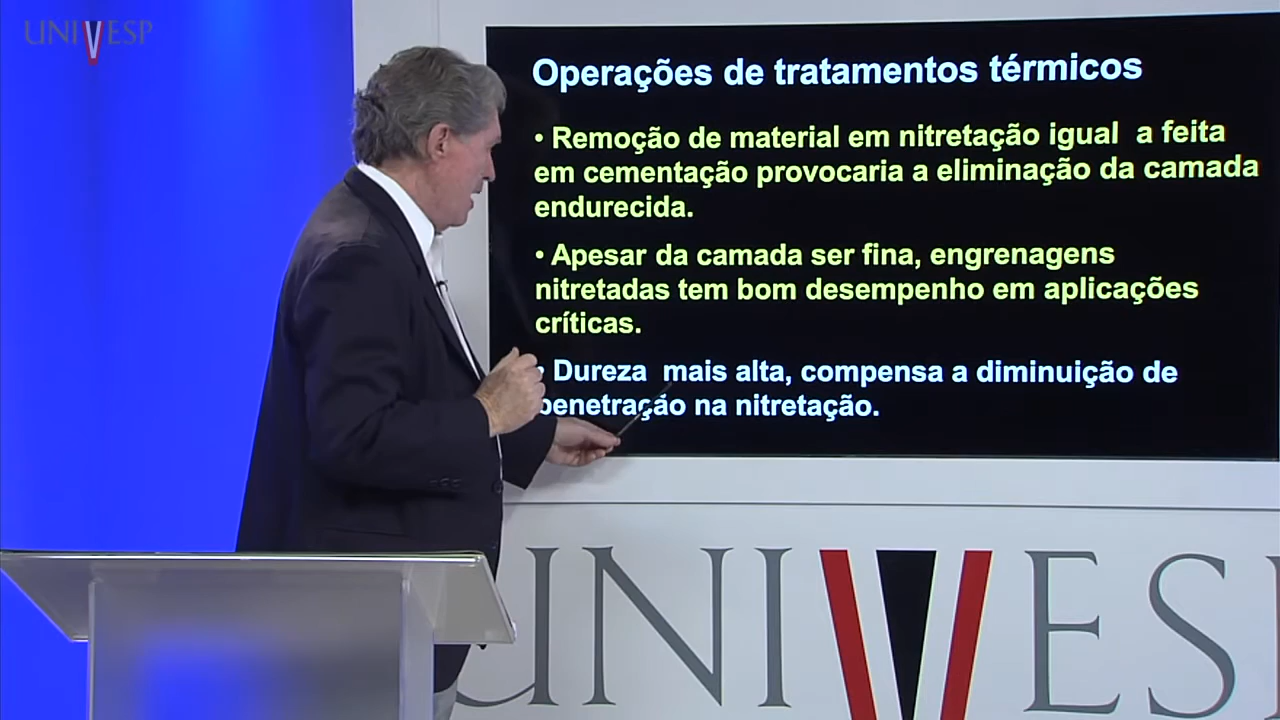 UNIVESP
Operações de tratamentos térmicos
• Remoção de material em nitretação igual a feita
em cementação provocaria a eliminação da camada
endurecida.
• Apesar da camada ser fina, engrenagens
nitretadas tem bom desempenho em aplicações
críticas.
• Dureza mais alta, compensa a diminuição de
penetração na nitretação.
UNIVESP